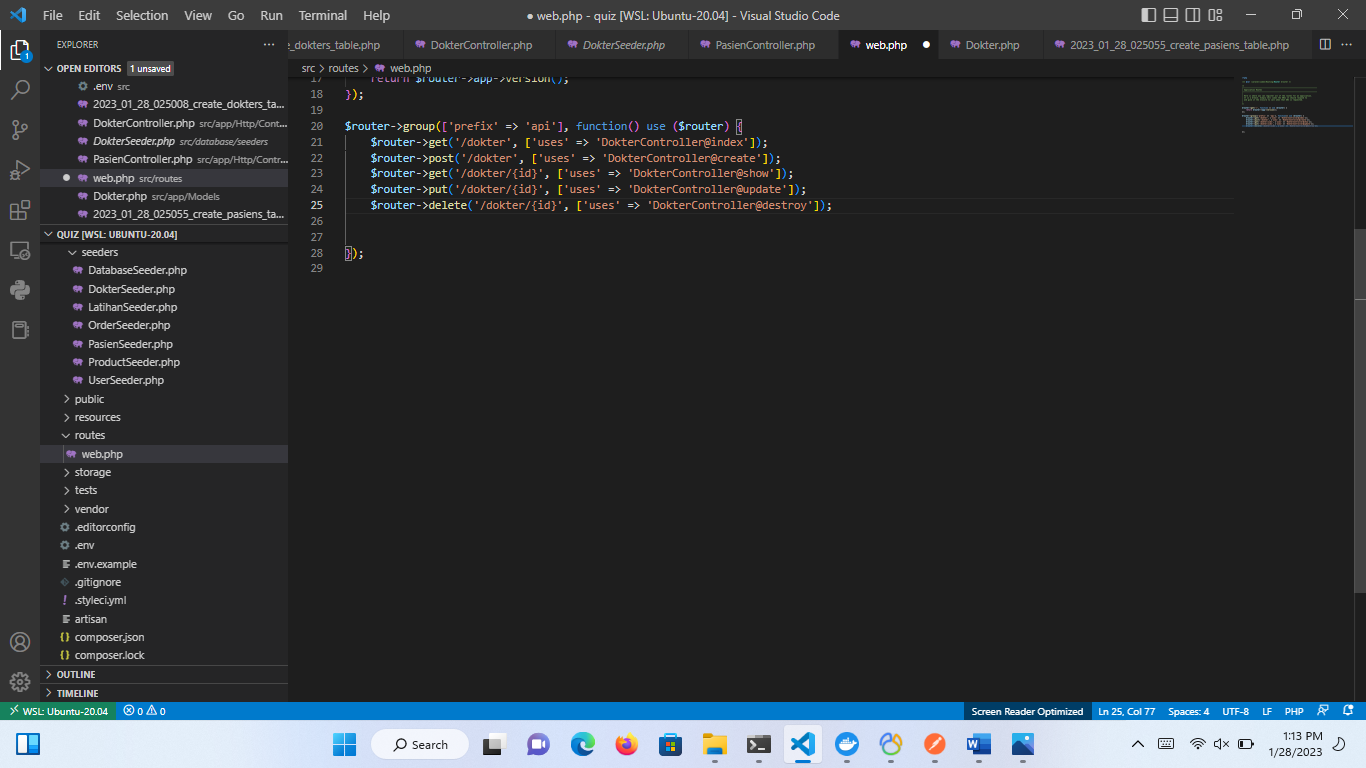 File Edit Selection View Go Run Terminal Help
● web.php - quiz [WSL: Ubuntu-20.04] - Visual Studio Code
EXPLORER
e_dokters_table.php DokterController.php DokterSeeder.php PasienController.php web.php Dokter.php 2023_01_28_025055_create_pasiens_table.php
OPEN EDITORS 1 unsaved
.env src
2023_01_28_025008_create_dokters_ta...
DokterController.php src/app/Http/Cont...
DokterSeeder.php src/database/seeders
PasienController.php src/app/Http/Contr...
web.php src/routes
Dokter.php src/app/Models
2023_01_28_025055_create_pasiens_ta...
QUIZ [WSL: UBUNTU-20.04]
seeders
DatabaseSeeder.php
DokterSeeder.php
LatihanSeeder.php
OrderSeeder.php
PasienSeeder.php
ProductSeeder.php
UserSeeder.php
public
resources
routes
web.php
storage
tests
vendor
.editorconfig
.env
.env.example
.gitignore
.styleci.yml
artisan
composer.json
composer.lock
OUTLINE
TIMELINE
src > routes > web.php
17 return $router->app->version();
18 });
19
20 $router->group(['prefix' => 'api'], function() use ($router) {
21 $router->get('/dokter', ['uses' => 'DokterController@index']);
22 $router->post('/dokter', ['uses' => 'DokterController@create']);
23 $router->get('/dokter/{id}', ['uses' => 'DokterController@show']);
24 $router->put('/dokter/{id}', ['uses' => 'DokterController@update']);
25 $router->delete('/dokter/{id}', ['uses' => 'DokterController@destroy']);
26
27
28 });
29
WSL: Ubuntu-20.04 0 0 Screen Reader Optimized Ln 25, Col 77 Spaces: 4 UTF-8 LF PHP
Search
1:13 PM
1/28/2023